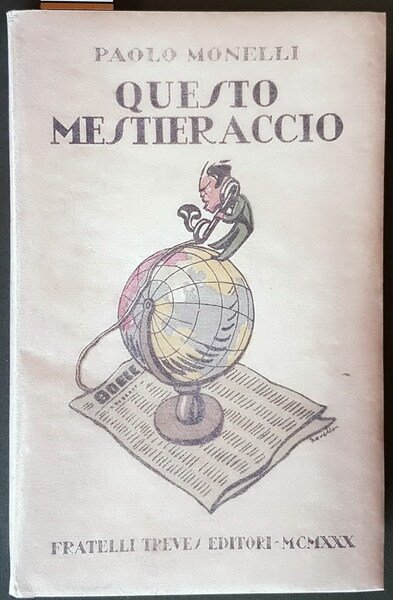 PAOLO MONELLI
QUESTO
MESTIERACCIO
FRATELLI TREVES EDITORI - MCMXXX